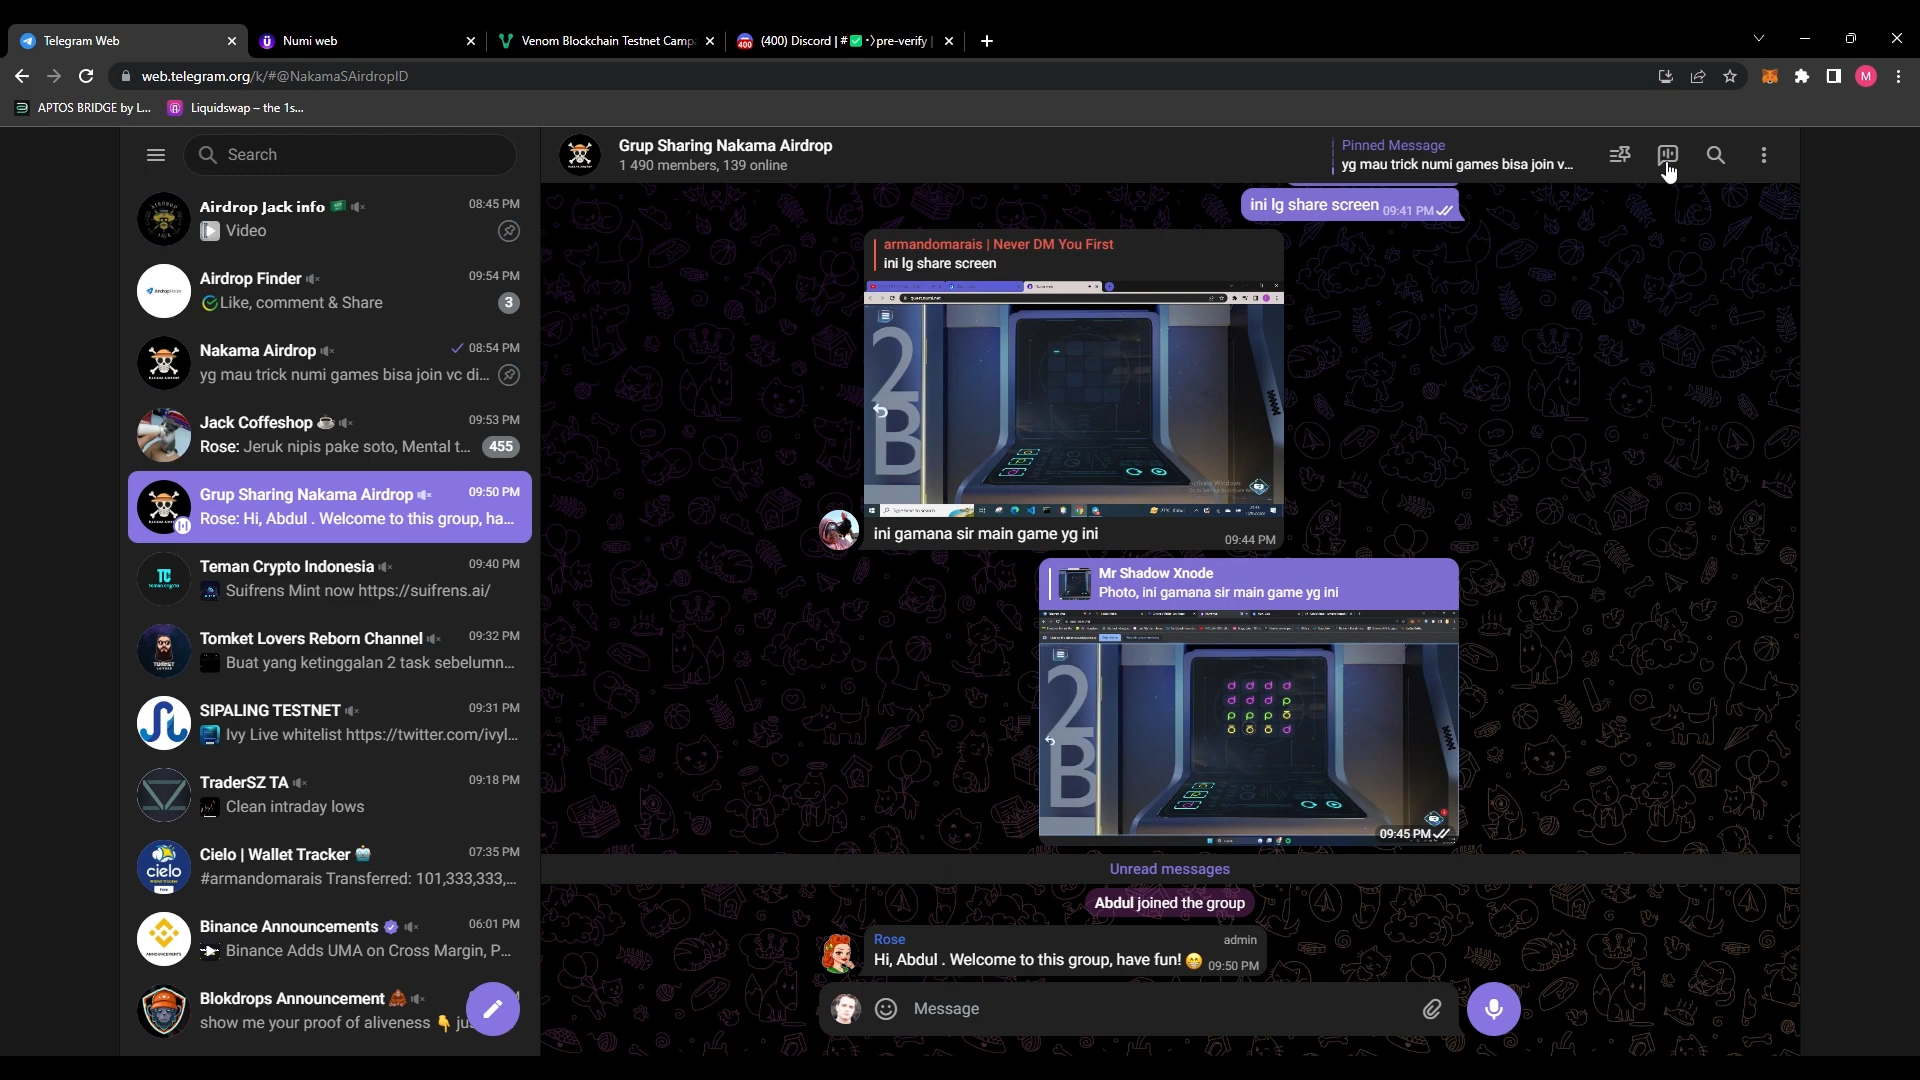 Telegram Web
Numi web
Venom Blockchain Testnet Camp
(400) Discord | #✅・〉pre-verify |
web.telegram.org/k/#@NakamaSAirdropID
M
APTOS BRIDGE by L...
Liquidswap – the 1s...
Search
Airdrop Jack info
08:45 PM
Video
Airdrop Finder
09:54 PM
Like, comment & Share
3
Nakama Airdrop
08:54 PM
yg mau trick numi games bisa join vc di...
Jack Coffeshop ☕
09:53 PM
Rose: Jeruk nipis pake soto, Mental t...
455
Grup Sharing Nakama Airdrop
09:50 PM
Rose: Hi, Abdul . Welcome to this group, ha...
Teman Crypto Indonesia
09:40 PM
Suifrens Mint now https://suifrens.ai/
Tomket Lovers Reborn Channel
09:32 PM
Buat yang ketinggalan 2 task sebelumn...
SIPALING TESTNET
09:31 PM
Ivy Live whitelist https://twitter.com/ivyl...
TraderSZ TA
09:18 PM
Clean intraday lows
Cielo | Wallet Tracker 🤖
07:35 PM
#armandomarais Transferred: 101,333,333,...
Binance Announcements
06:01 PM
Binance Adds UMA on Cross Margin, P...
Blokdrops Announcement
show me your proof of aliveness 👇 ju
Grup Sharing Nakama Airdrop
1 490 members, 139 online
Pinned Message
yg mau trick numi games bisa join v...
ini lg share screen 09:41 PM
armandomarais | Never DM You First
ini lg share screen
2B
ini gamana sir main game yg ini
09:44 PM
Mr Shadow Xnode
Photo, ini gamana sir main game yg ini
2B
09:45 PM
Unread messages
Abdul joined the group
Rose
admin
Hi, Abdul . Welcome to this group, have fun! 😁 09:50 PM
Message